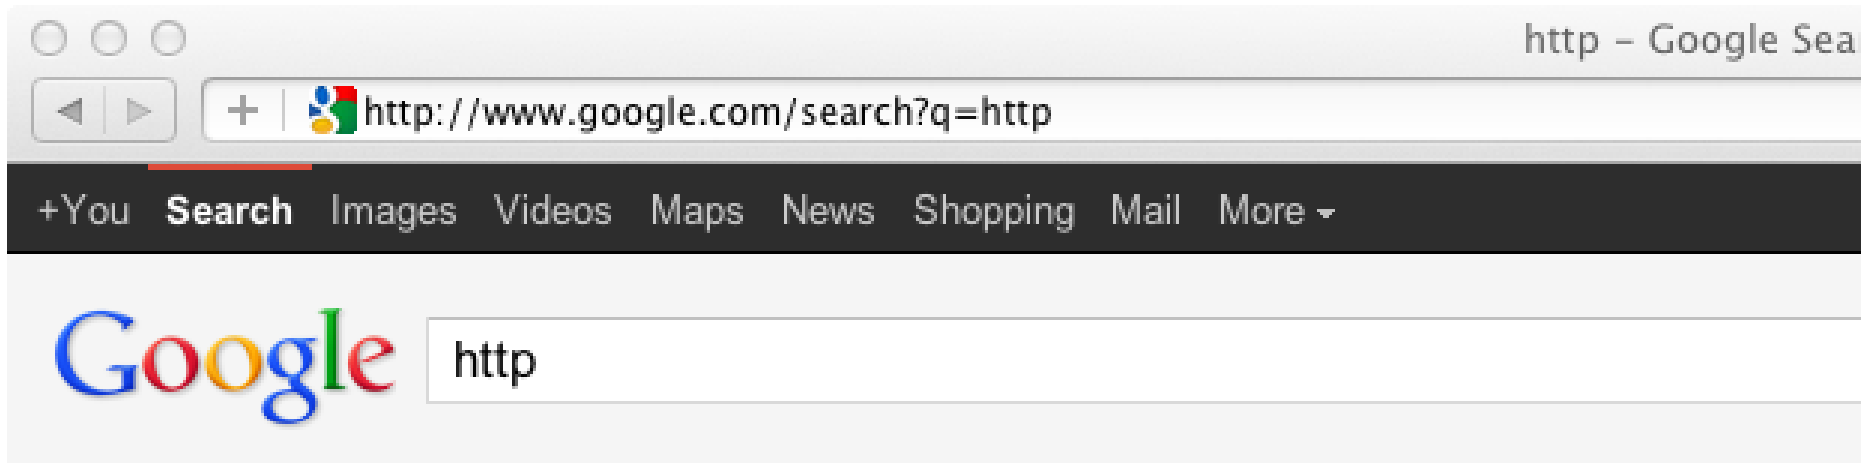 http – Google Sea
http://www.google.com/search?q=http
+You Search Images Videos Maps News Shopping Mail More
Google http